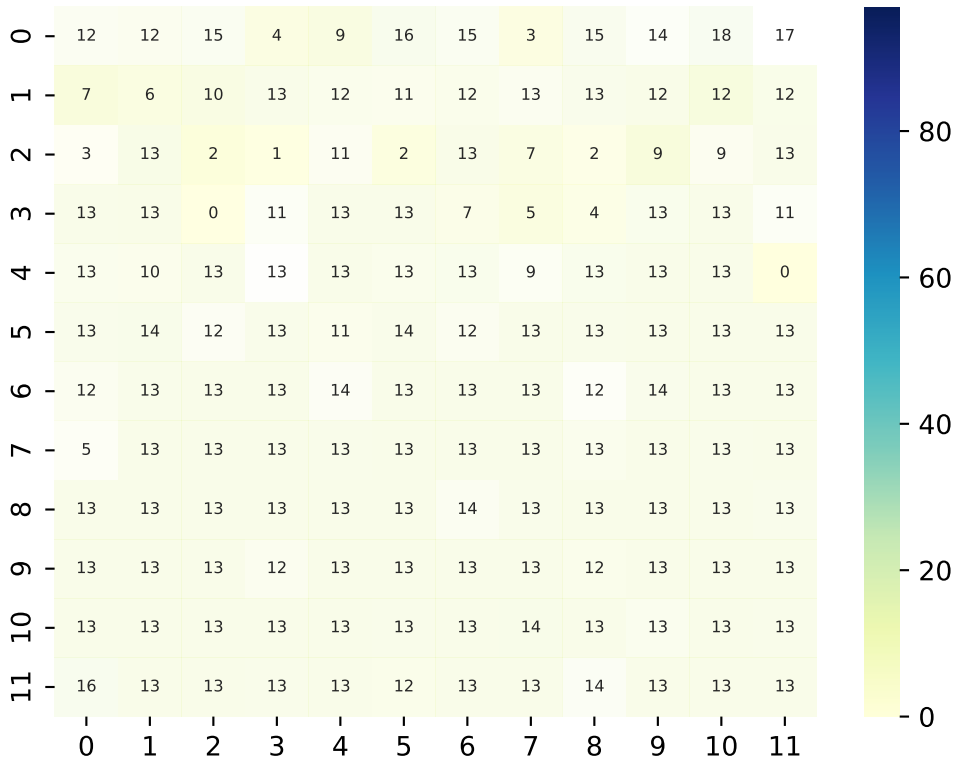 0 12 12 15 4 9 16 15 3 15 14 18 17
1 7 6 10 13 12 11 12 13 13 12 12 12
80
2 3 13 2 1 11 2 13 7 2 9 9 13
3 13 13 0 11 13 13 7 5 4 13 13 11
4 13 10 13 13 13 13 13 9 13 13 13 0
60
5 13 14 12 13 11 14 12 13 13 13 13 13
6 12 13 13 13 14 13 13 13 12 14 13 13
40
7 5 13 13 13 13 13 13 13 13 13 13 13
8 13 13 13 13 13 13 14 13 13 13 13 13
9 13 13 13 12 13 13 13 13 12 13 13 13
20
10 13 13 13 13 13 13 13 14 13 13 13 13
11 16 13 13 13 13 12 13 13 14 13 13 13
0
0 1 2 3 4 5 6 7 8 9 10 11